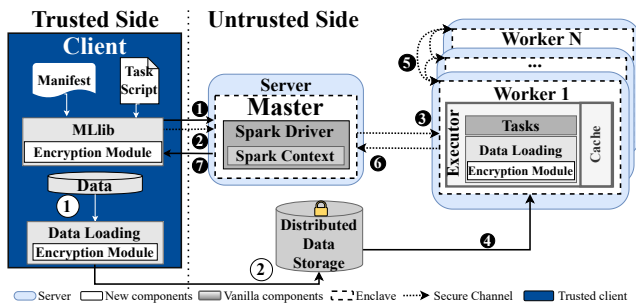 Trusted Side
Untrusted Side
Client
Manifest
Task
Script
MLlib
Encryption Module
Data
1
Data Loading
Encryption Module
1
2
7
Server
Master
Spark Driver
Spark Context
3
6
Distributed
Data
Storage
2
4
5
Worker N
...
Worker 1
Executor
Tasks
Data Loading
Encryption Module
Cache
Server
New components
Vanilla components
Enclave
Secure Channel
Trusted client